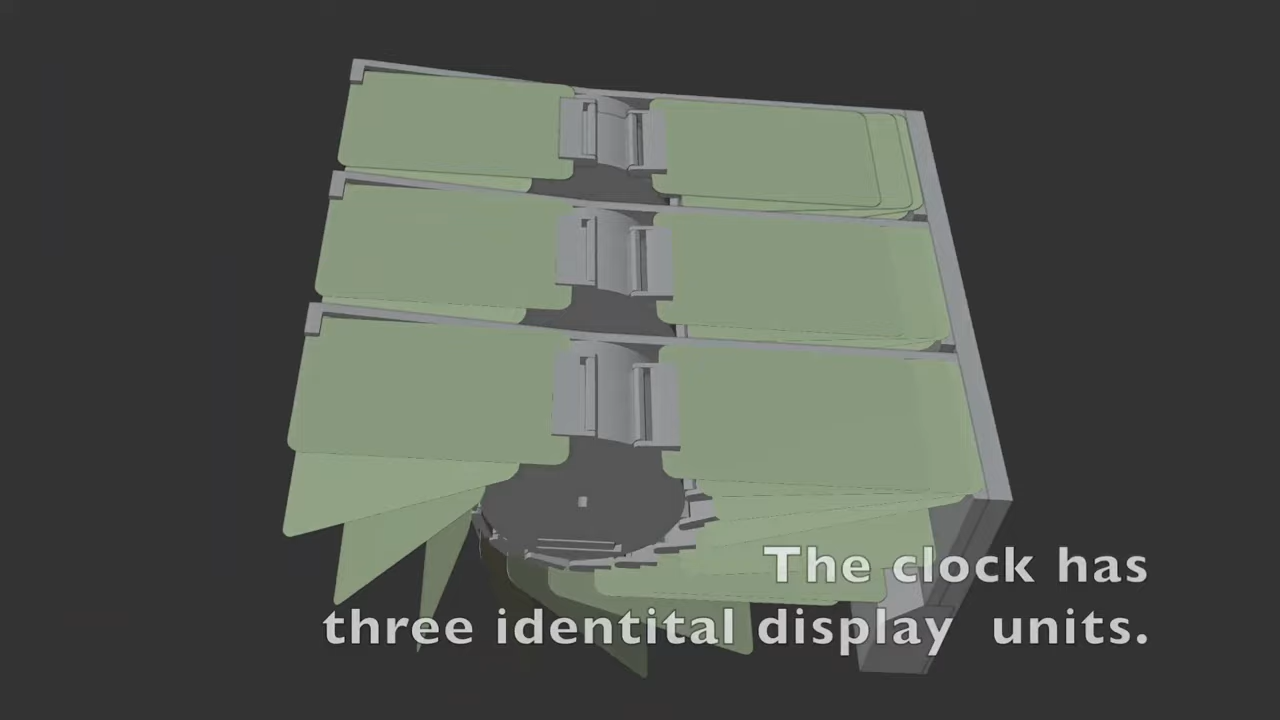 The clock has
three identital display  units.